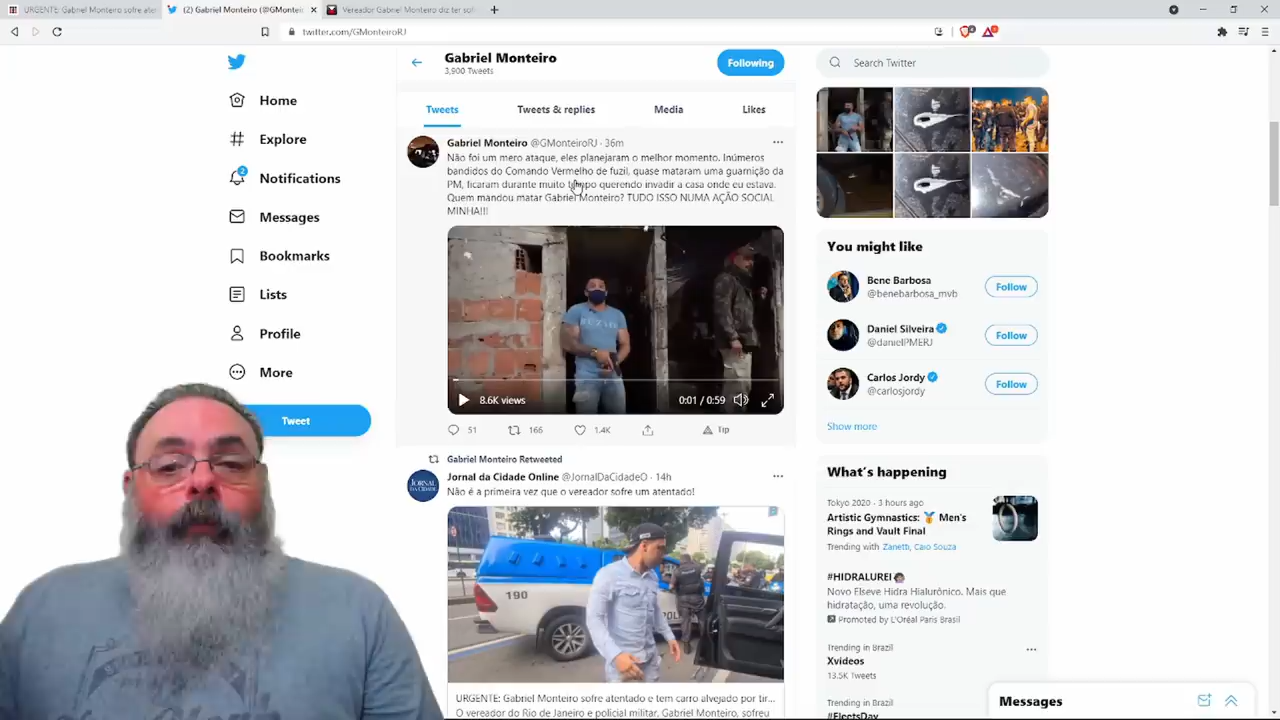 URGENTE: Gabriel Monteiro sofre aten
(2) Gabriel Monteiro (@GMontei
Vereador Gabriel Monteiro diz ter sof
twitter.com/GMonteiroRJ
Gabriel Monteiro
3,900 Tweets
Following
Search Twitter
Home
Explore
2
Notifications
Messages
Bookmarks
Lists
Profile
More
Tweet
Tweets
Tweets & replies
Media
Likes
Gabriel Monteiro @GMonteiroRJ · 36m
Não foi um mero ataque, eles planejaram o melhor momento. Inúmeros
bandidos do Comando Vermelho de fuzil, quase mataram uma guarnição da
PM, ficaram durante muito tempo querendo invadir a casa onde eu estava.
Quem mandou matar Gabriel Monteiro? TUDO ISSO NUMA AÇÃO SOCIAL
MINHA!!!
8.6K views
0:01 / 0:59
51
166
1.4K
Tip
Gabriel Monteiro Retweeted
Jornal da Cidade Online @JornalDaCidadeO · 14h
Não é a primeira vez que o vereador sofre um atentado!
JORNAL
DA CIDADE
190
URGENTE: Gabriel Monteiro sofre atentado e tem carro alvejado por tir...
O vereador do Rio de Janeiro e policial militar, Gabriel Monteiro, sofreu
You might like
Bene Barbosa
@benebarbosa_mvb
Follow
Daniel Silveira
@danielPMERJ
Follow
Carlos Jordy
@carlosjordy
Follow
Show more
What's happening
Tokyo 2020 · 3 hours ago
Artistic Gymnastics: 🥇 Men's
Rings and Vault Final
Trending with Zanetti, Caio Souza
#HIDRALUREI
Novo Elseve Hidra Hialurônico. Mais que
hidratação, uma revolução.
Promoted by L'Oréal Paris Brasil
Trending in Brazil
Xvideos
13.5K Tweets
Trending in Brazil
#FleetsDay
Messages